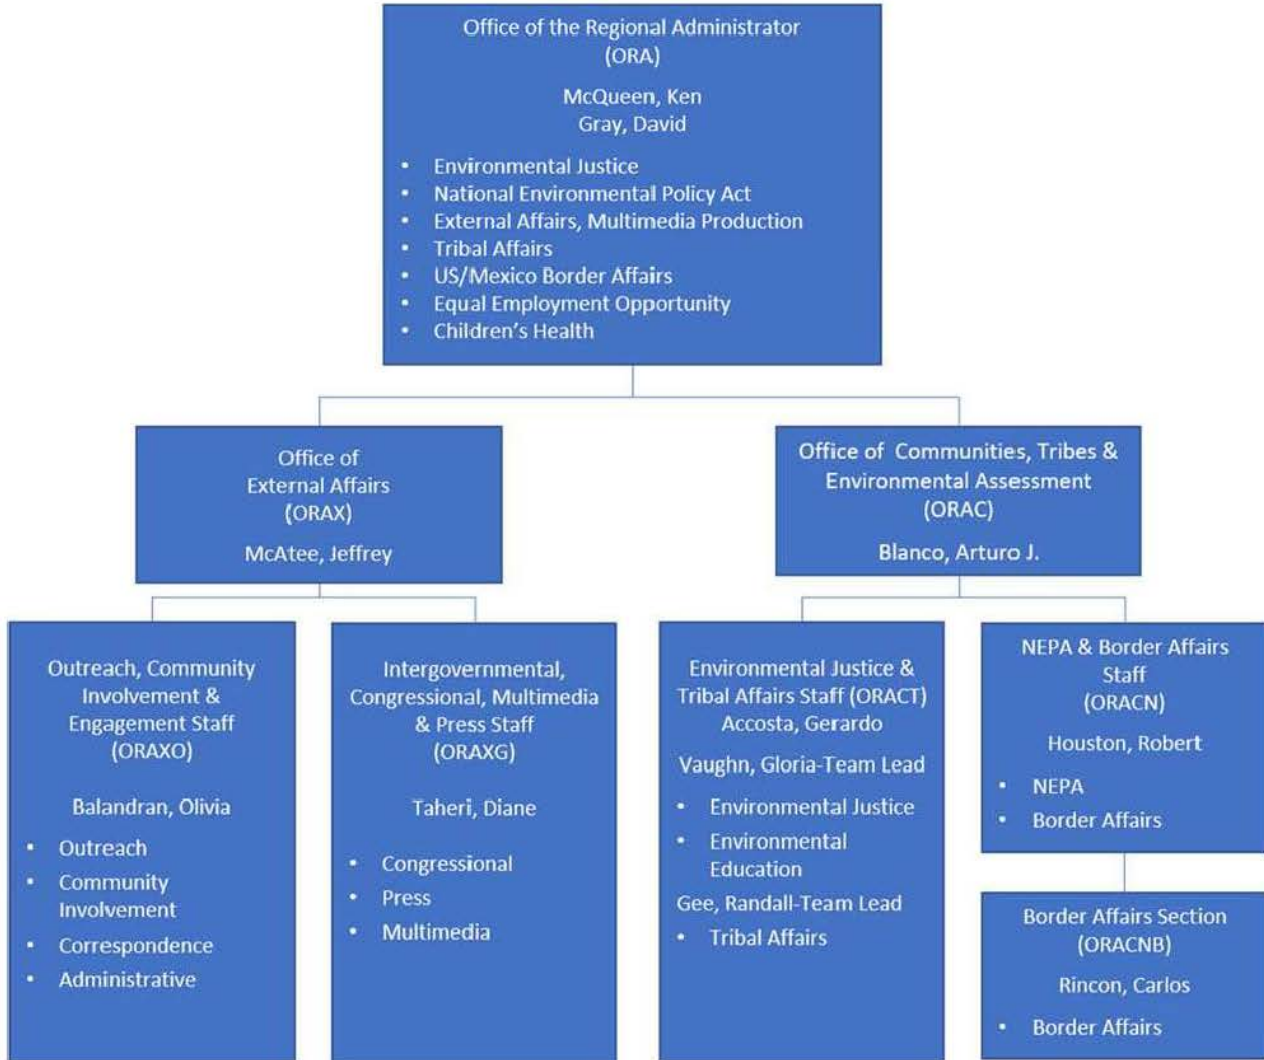 Office of the Regional Administrator
(ORA)
McQueen, Ken
Gray, David
• Environmental Justice
• National Environmental Policy Act
• External Affairs, Multimedia Production
• Tribal Affairs
• US/Mexico Border Affairs
• Equal Employment Opportunity
• Children's Health
Office of
External Affairs
(ORAX)
McAtee, Jeffrey
Office of Communities, Tribes &
Environmental Assessment
(ORAC)
Blanco, Arturo J.
Outreach, Community
Involvement &
Engagement Staff
(ORAXO)
Balandran, Olivia
• Outreach
• Community
Involvement
• Correspondence
• Administrative
Intergovernmental,
Congressional, Multimedia
& Press Staff
(ORAXG)
Taheri, Diane
• Congressional
• Press
• Multimedia
Environmental Justice &
Tribal Affairs Staff (ORACT)
Accosta, Gerardo
Vaughn, Gloria-Team Lead
• Environmental Justice
• Environmental
Education
Gee, Randall-Team Lead
• Tribal Affairs
NEPA & Border Affairs
Staff
(ORACN)
Houston, Robert
• NEPA
• Border Affairs
Border Affairs Section
(ORACNB)
Rincon, Carlos
• Border Affairs